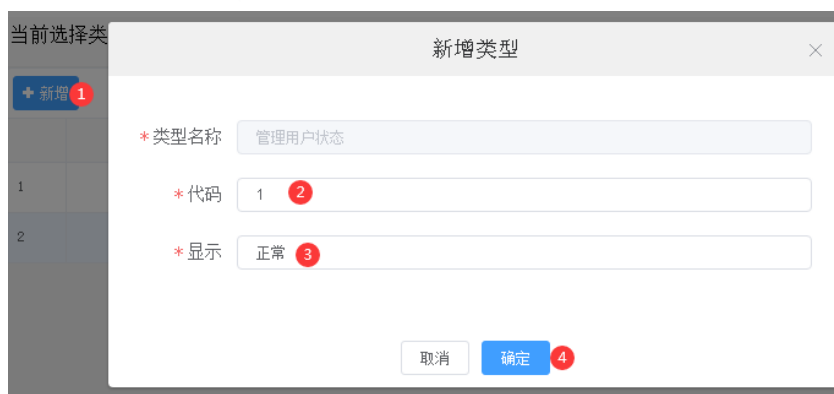 当前选择类
新增类型
+ 新增 1
*类型名称 管理用户状态
1
*代码 1 2
2
*显示 正常 3
取消 确定 4